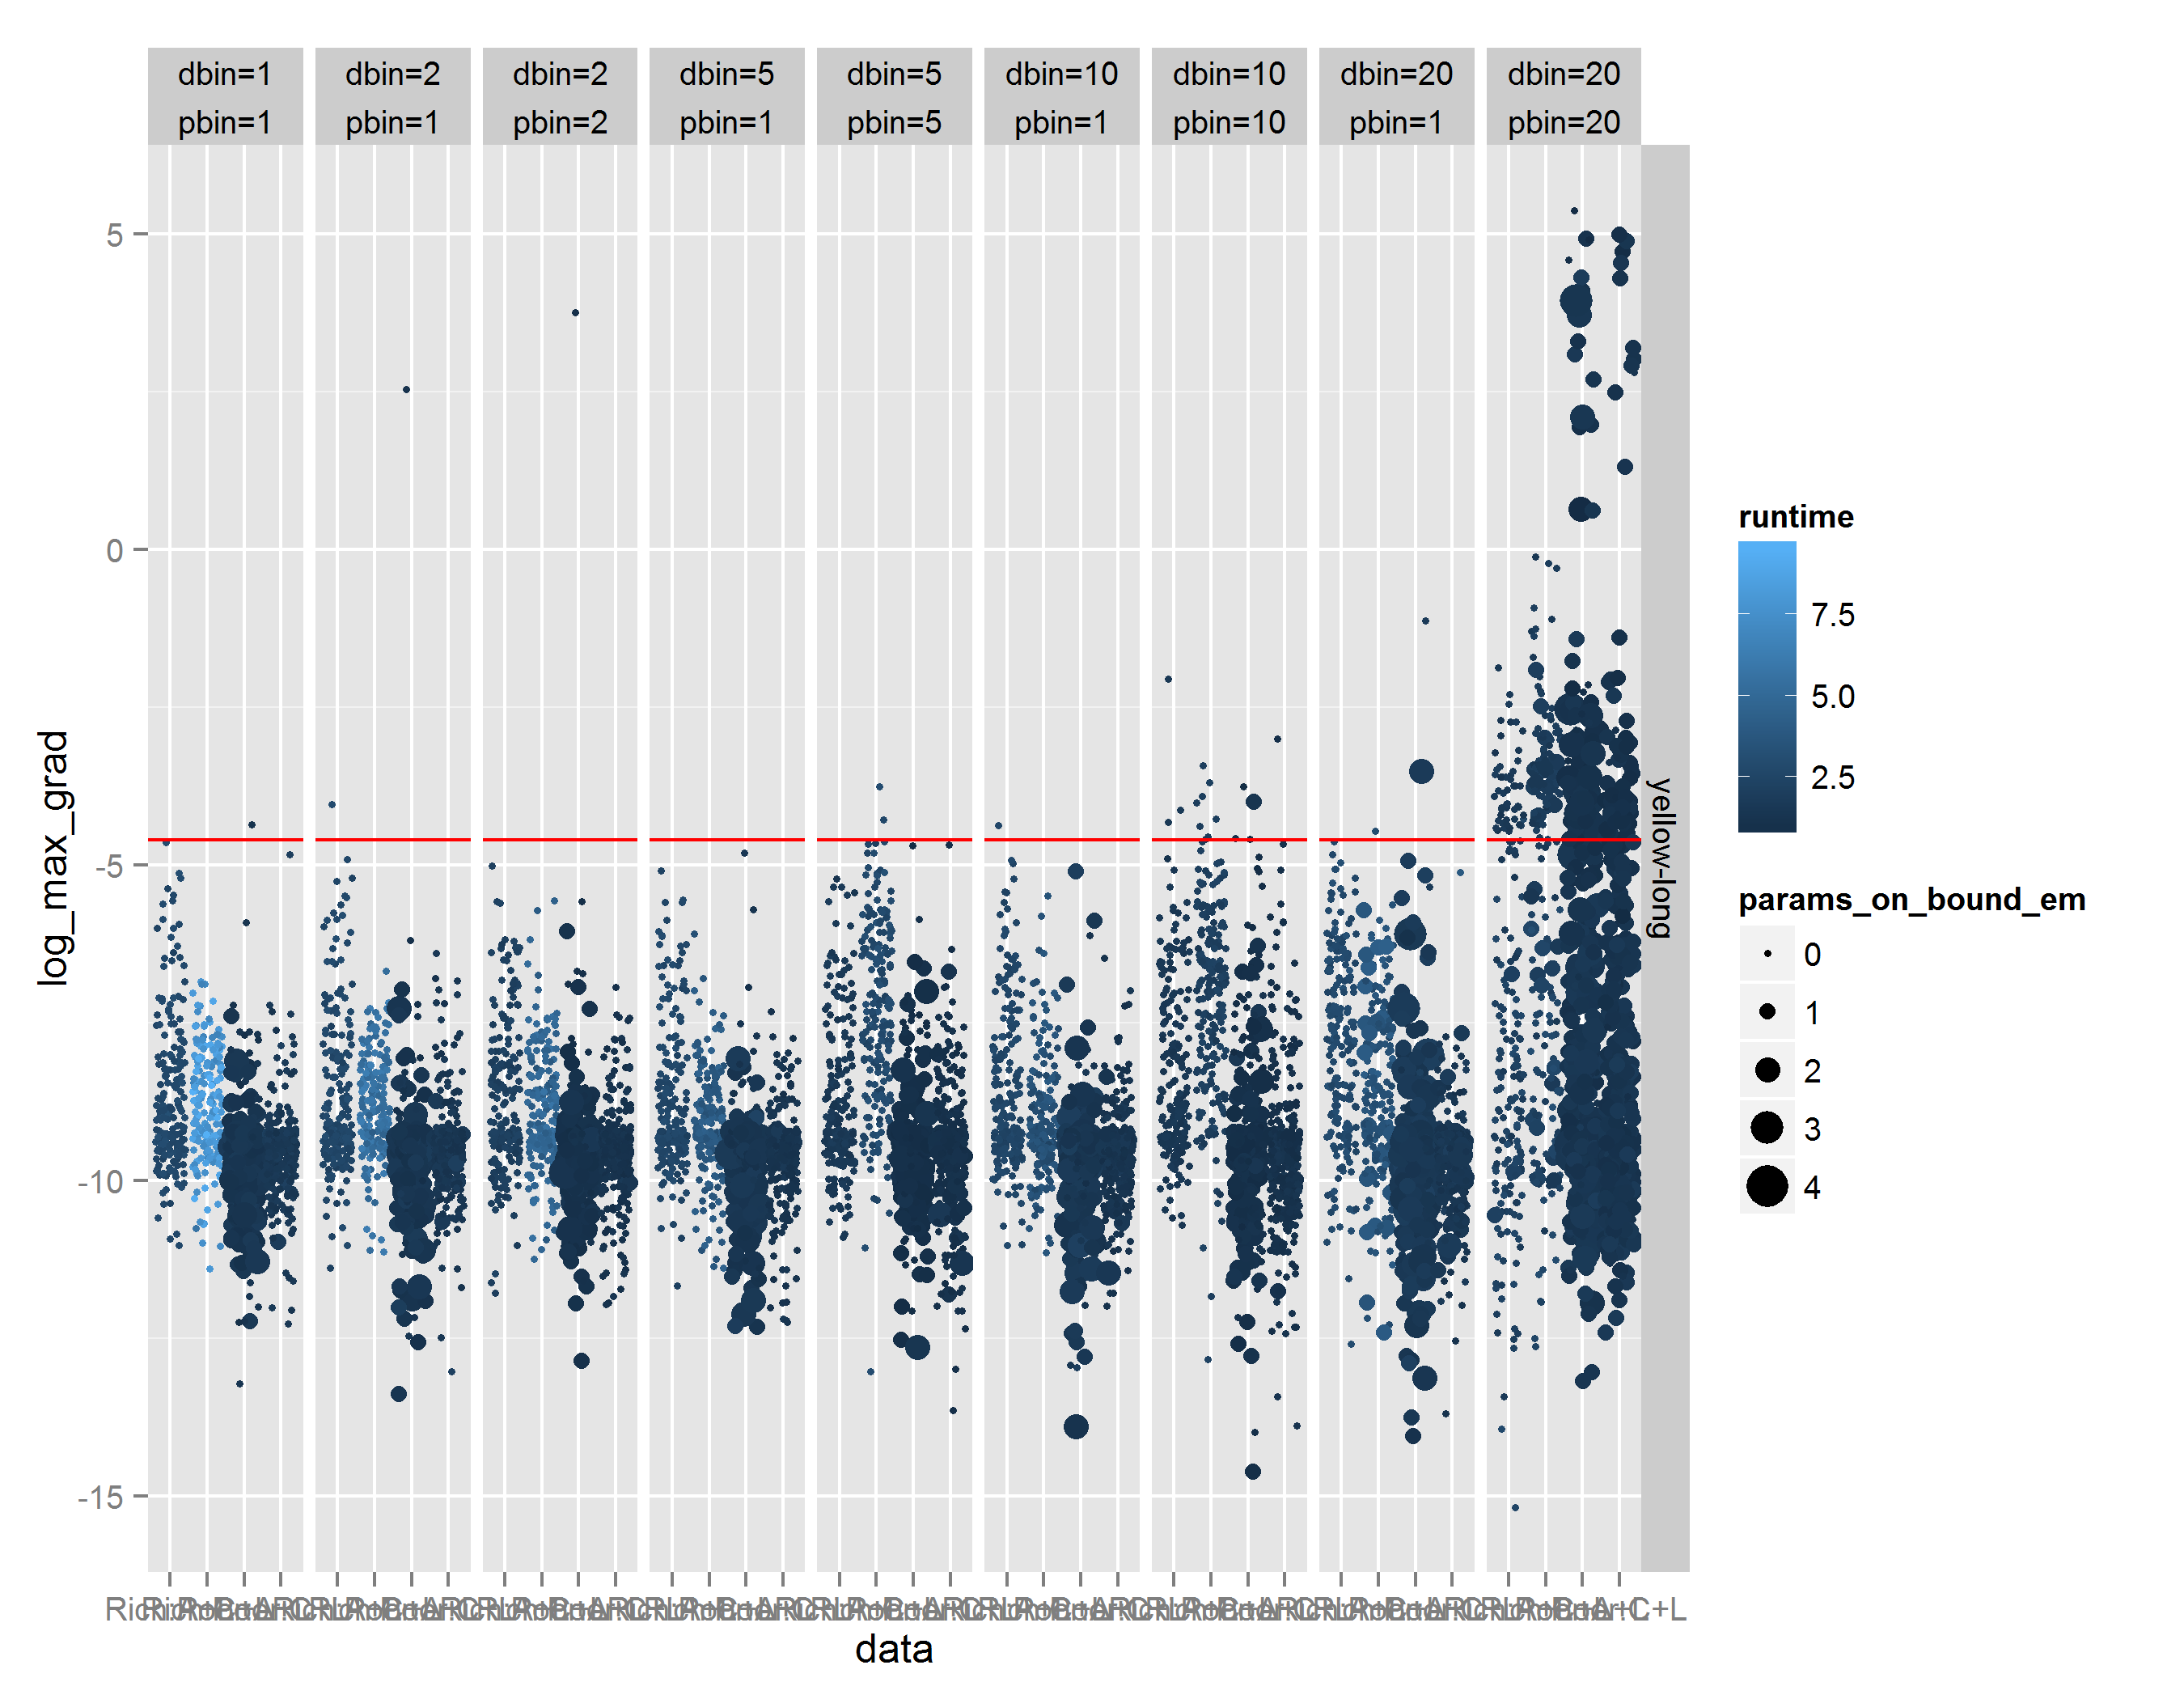 dbin=1 dbin=2 dbin=2 dbin=5 dbin=5 dbin=10 dbin=10 dbin=20 dbin=20
pbin=1 pbin=1 pbin=2 pbin=1 pbin=5 pbin=1 pbin=10 pbin=1 pbin=20
5
0
-5
-10
-15
log_max_grad
data
yellow-long
runtime
7.5
5.0
2.5
params_on_bound_em
0
1
2
3
4